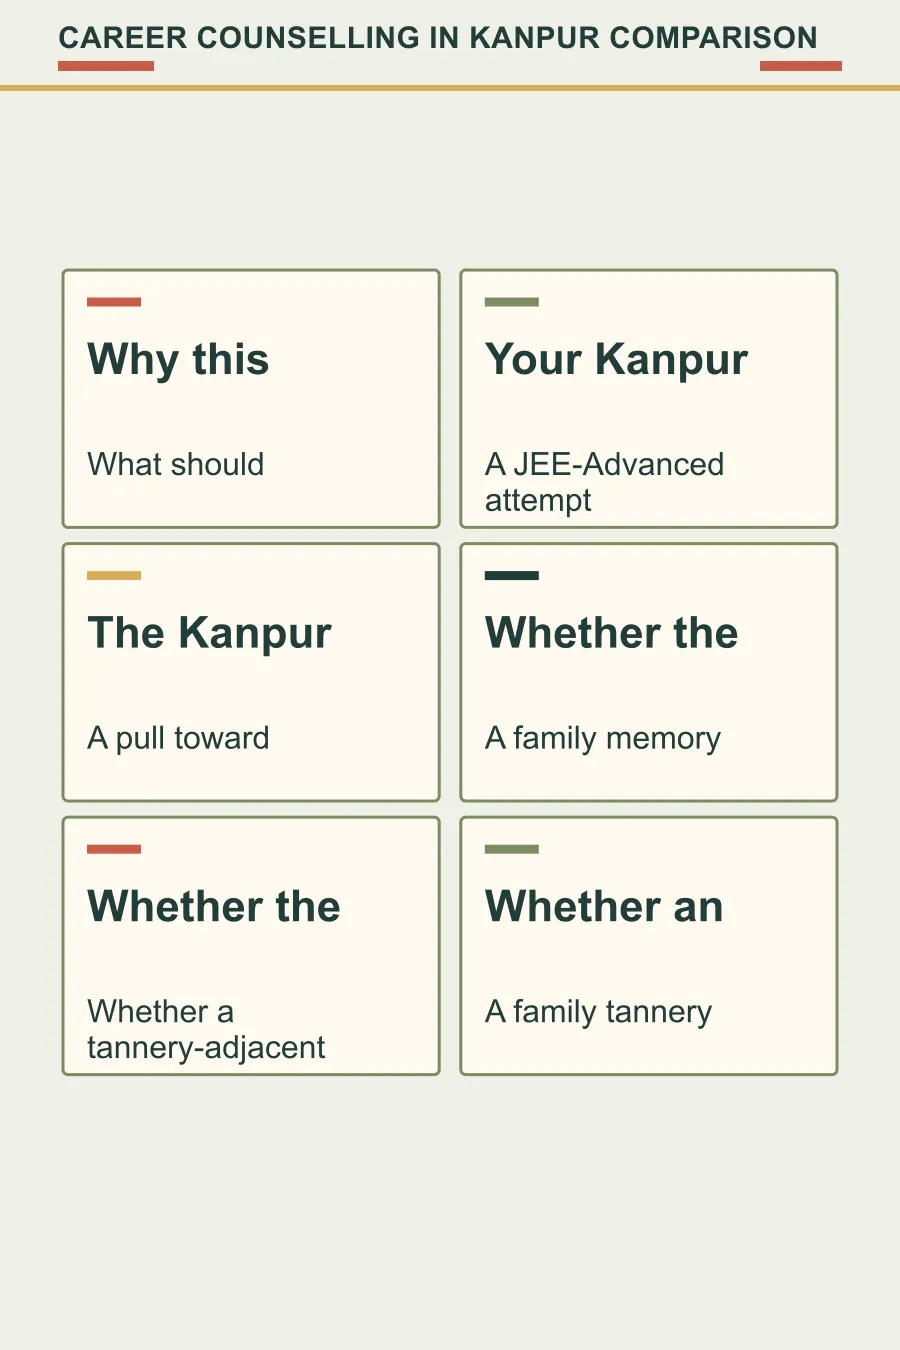 CAREER COUNSELLING IN KANPUR COMPARISON
Why this
What should
Your Kanpur
A JEE-Advanced
attempt
The Kanpur
A pull toward
Whether the
A family memory
Whether the
Whether a
tannery-adjacent
Whether an
A family tannery